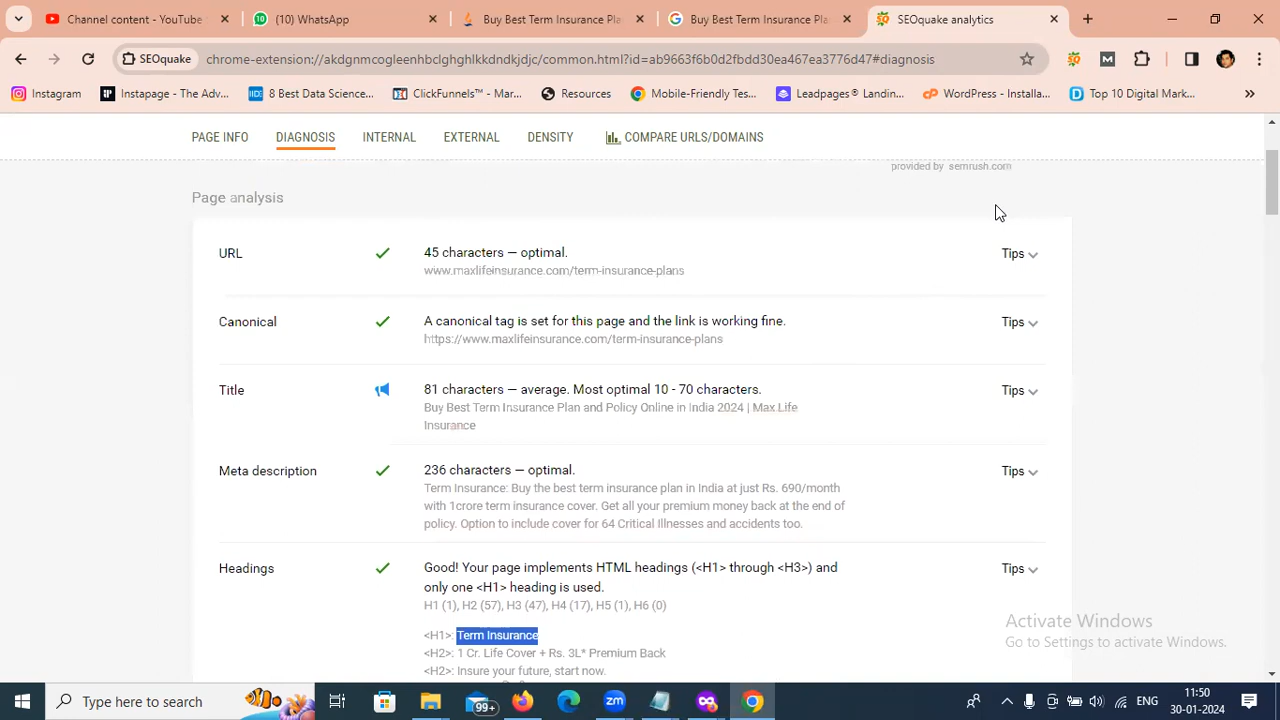 Channel content - YouTube
(10) WhatsApp
Buy Best Term Insurance Pla
Buy Best Term Insurance Pla
SEOquake analytics
SEOquake
chrome-extension://akdgnmcogleenhbclghghlkkdndkjdjc/common.html?id=ab9663f6b0d2fbdd30ea467ea3776d47#diagnosis
Instagram
Instapage - The Adv...
8 Best Data Science...
ClickFunnels™ - Mar...
Resources
Mobile-Friendly Tes...
Leadpages® Landin...
WordPress - Installa...
Top 10 Digital Mark...
PAGE INFO
DIAGNOSIS
INTERNAL
EXTERNAL
DENSITY
COMPARE URLS/DOMAINS
provided by semrush.com
Page analysis
URL
45 characters — optimal.
Tips
www.maxlifeinsurance.com/term-insurance-plans
Canonical
A canonical tag is set for this page and the link is working fine.
Tips
https://www.maxlifeinsurance.com/term-insurance-plans
Title
81 characters — average. Most optimal 10 - 70 characters.
Tips
Buy Best Term Insurance Plan and Policy Online in India 2024 | Max Life
Insurance
Meta description
236 characters — optimal.
Tips
Term Insurance: Buy the best term insurance plan in India at just Rs. 690/month
with 1crore term insurance cover. Get all your premium money back at the end of
policy. Option to include cover for 64 Critical Illnesses and accidents too.
Headings
Good! Your page implements HTML headings (<H1> through <H3>) and
Tips
only one <H1> heading is used.
H1 (1), H2 (57), H3 (47), H4 (17), H5 (1), H6 (0)
<H1>: Term Insurance
<H2>: 1 Cr. Life Cover + Rs. 3L* Premium Back
<H2>: Insure your future, start now.
Activate Windows
Go to Settings to activate Windows.
Type here to search
99+
zm
ENG
11:50
30-01-2024